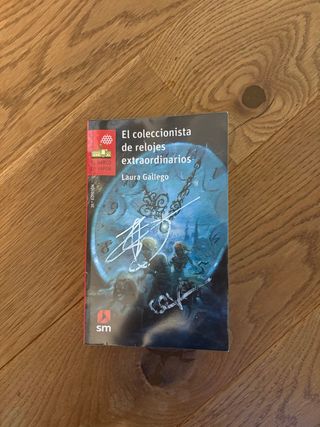 El coleccionista
de relojes
extraordinarios
Laura Gallego
sm